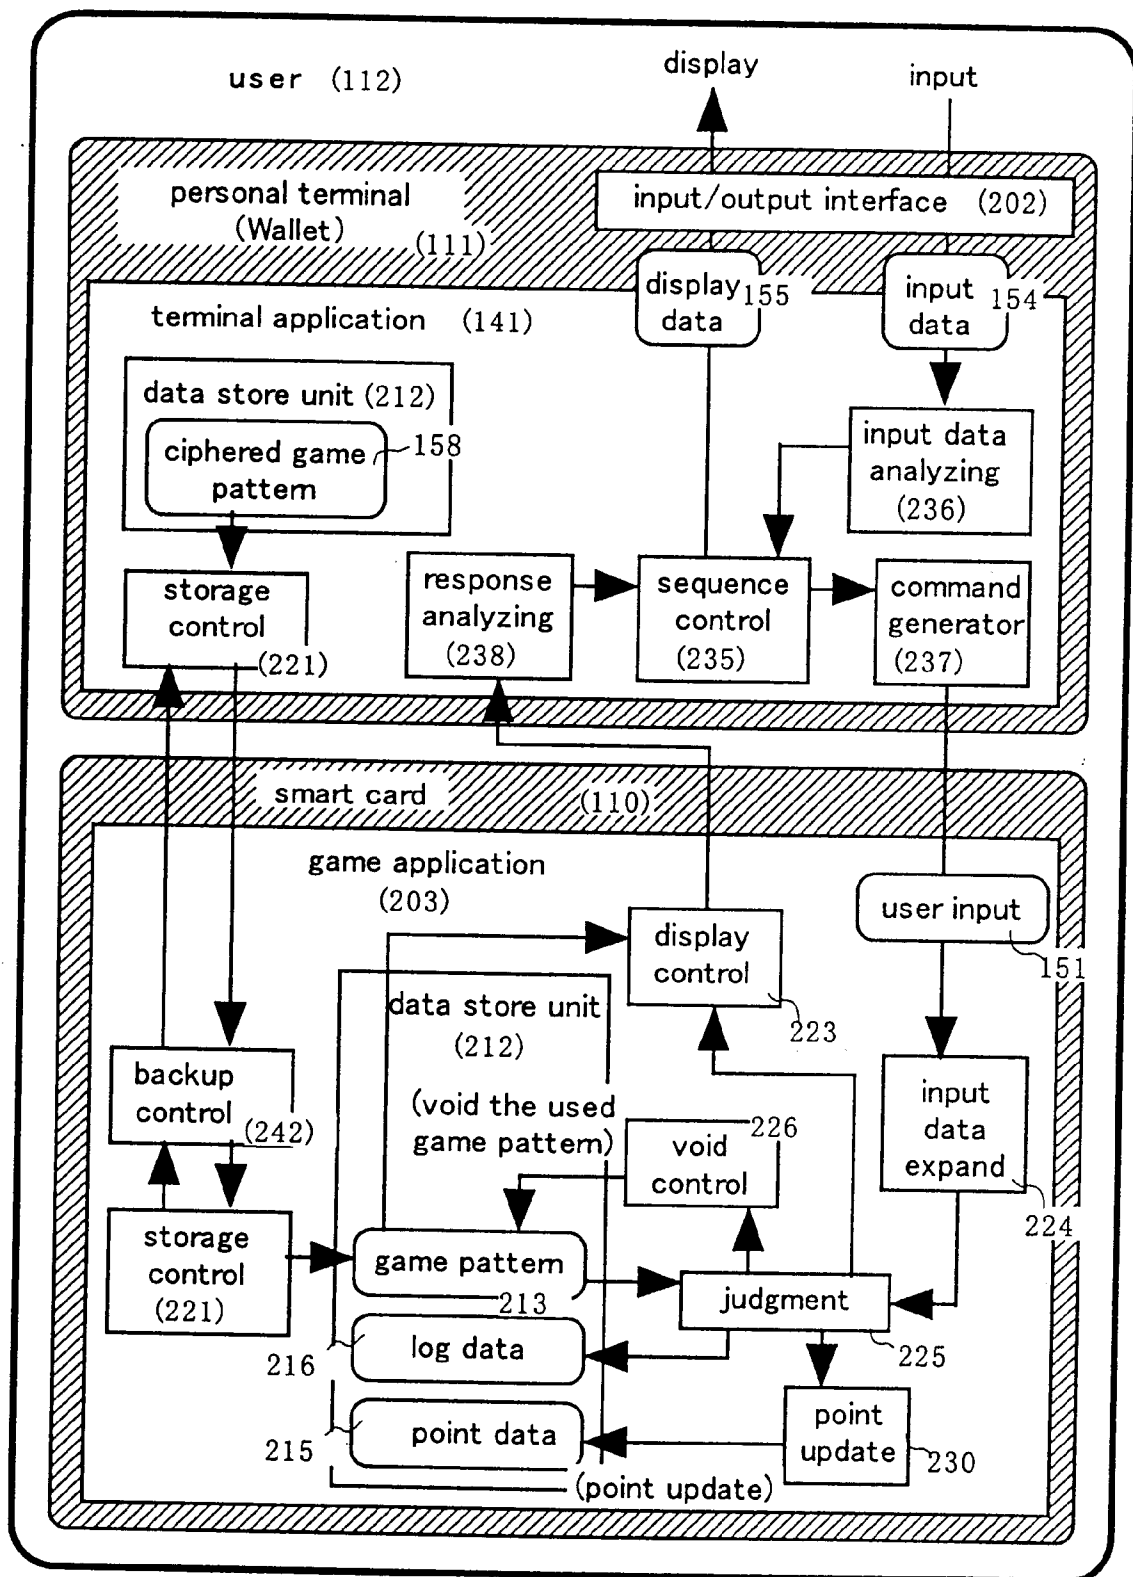 user (112)
display
input
personal terminal
(Wallet)
(111)
input/output interface (202)
display
data
155
input
data
154
terminal application (141)
data store unit (212)
ciphered game
pattern
158
input data
analyzing
(236)
storage
control
(221)
response
analyzing
(238)
sequence
control
(235)
command
generator
(237)
smart card (110)
game application
(203)
display
control
223
user input
151
data store unit
(212)
backup
control
(242)
(void the used
game pattern)
void
control
226
input
data
expand
224
storage
control
(221)
game pattern
213
judgment
225
log data
216
point data
215
point
update
230
(point update)